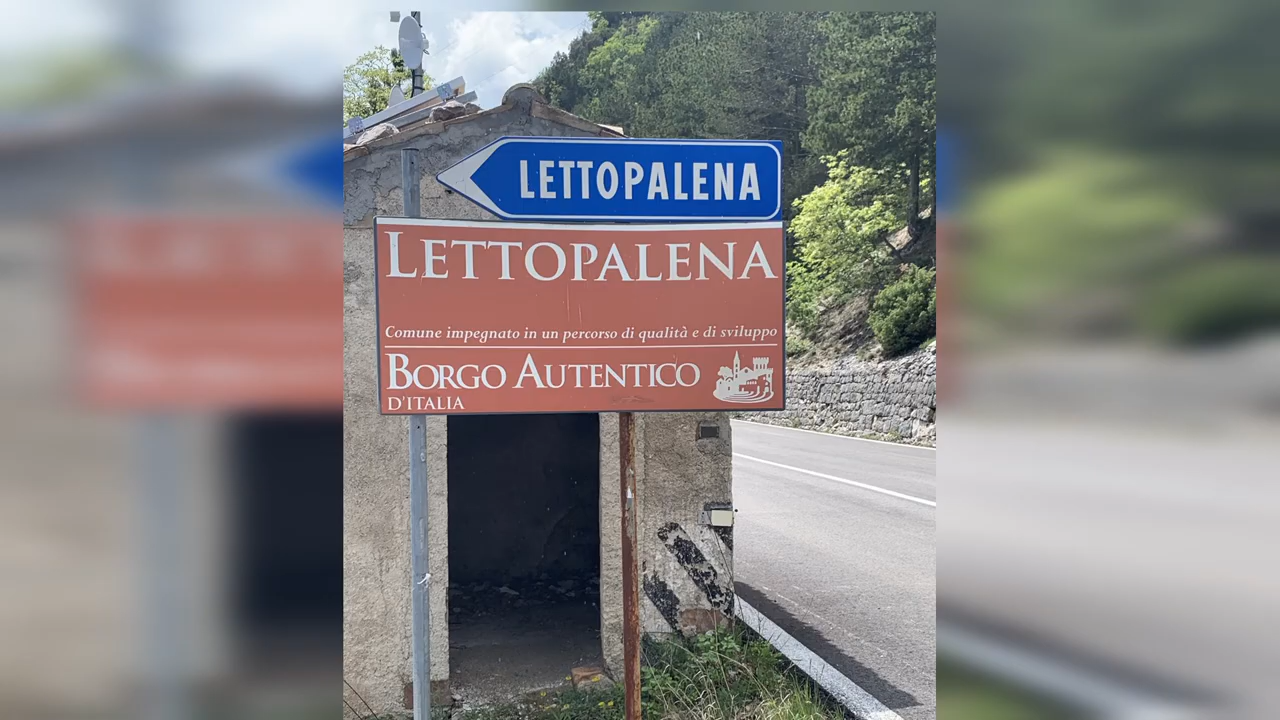 LETTOPALENA
LETTOPALENA
Comune impegnato in un percorso di qualità e di sviluppo
BORGO AUTENTICO
D'ITALIA